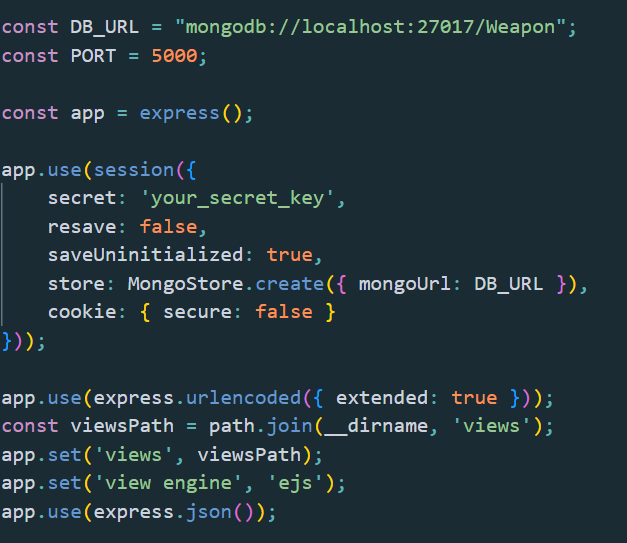 const DB_URL = "mongodb://localhost:27017/Weapon";
const PORT = 5000;
const app = express();
app.use(session({
    secret: 'your_secret_key',
    resave: false,
    saveUninitialized: true,
    store: MongoStore.create({ mongoUrl: DB_URL }),
    cookie: { secure: false }
}));
app.use(express.urlencoded({ extended: true }));
const viewsPath = path.join(__dirname, 'views');
app.set('views', viewsPath);
app.set('view engine', 'ejs');
app.use(express.json());